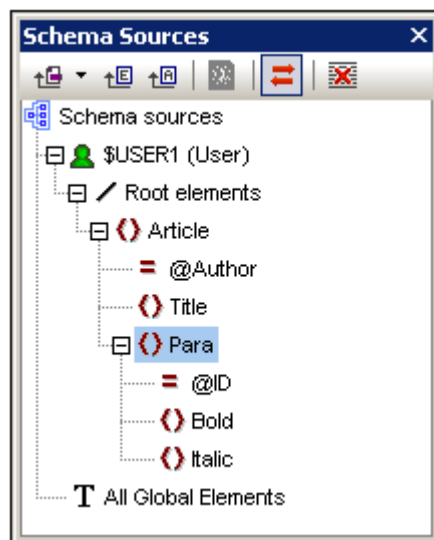 Schema Sources
Schema sources
$USER1 (User)
Root elements
Article
@Author
Title
Para
@ID
Bold
Italic
T All Global Elements